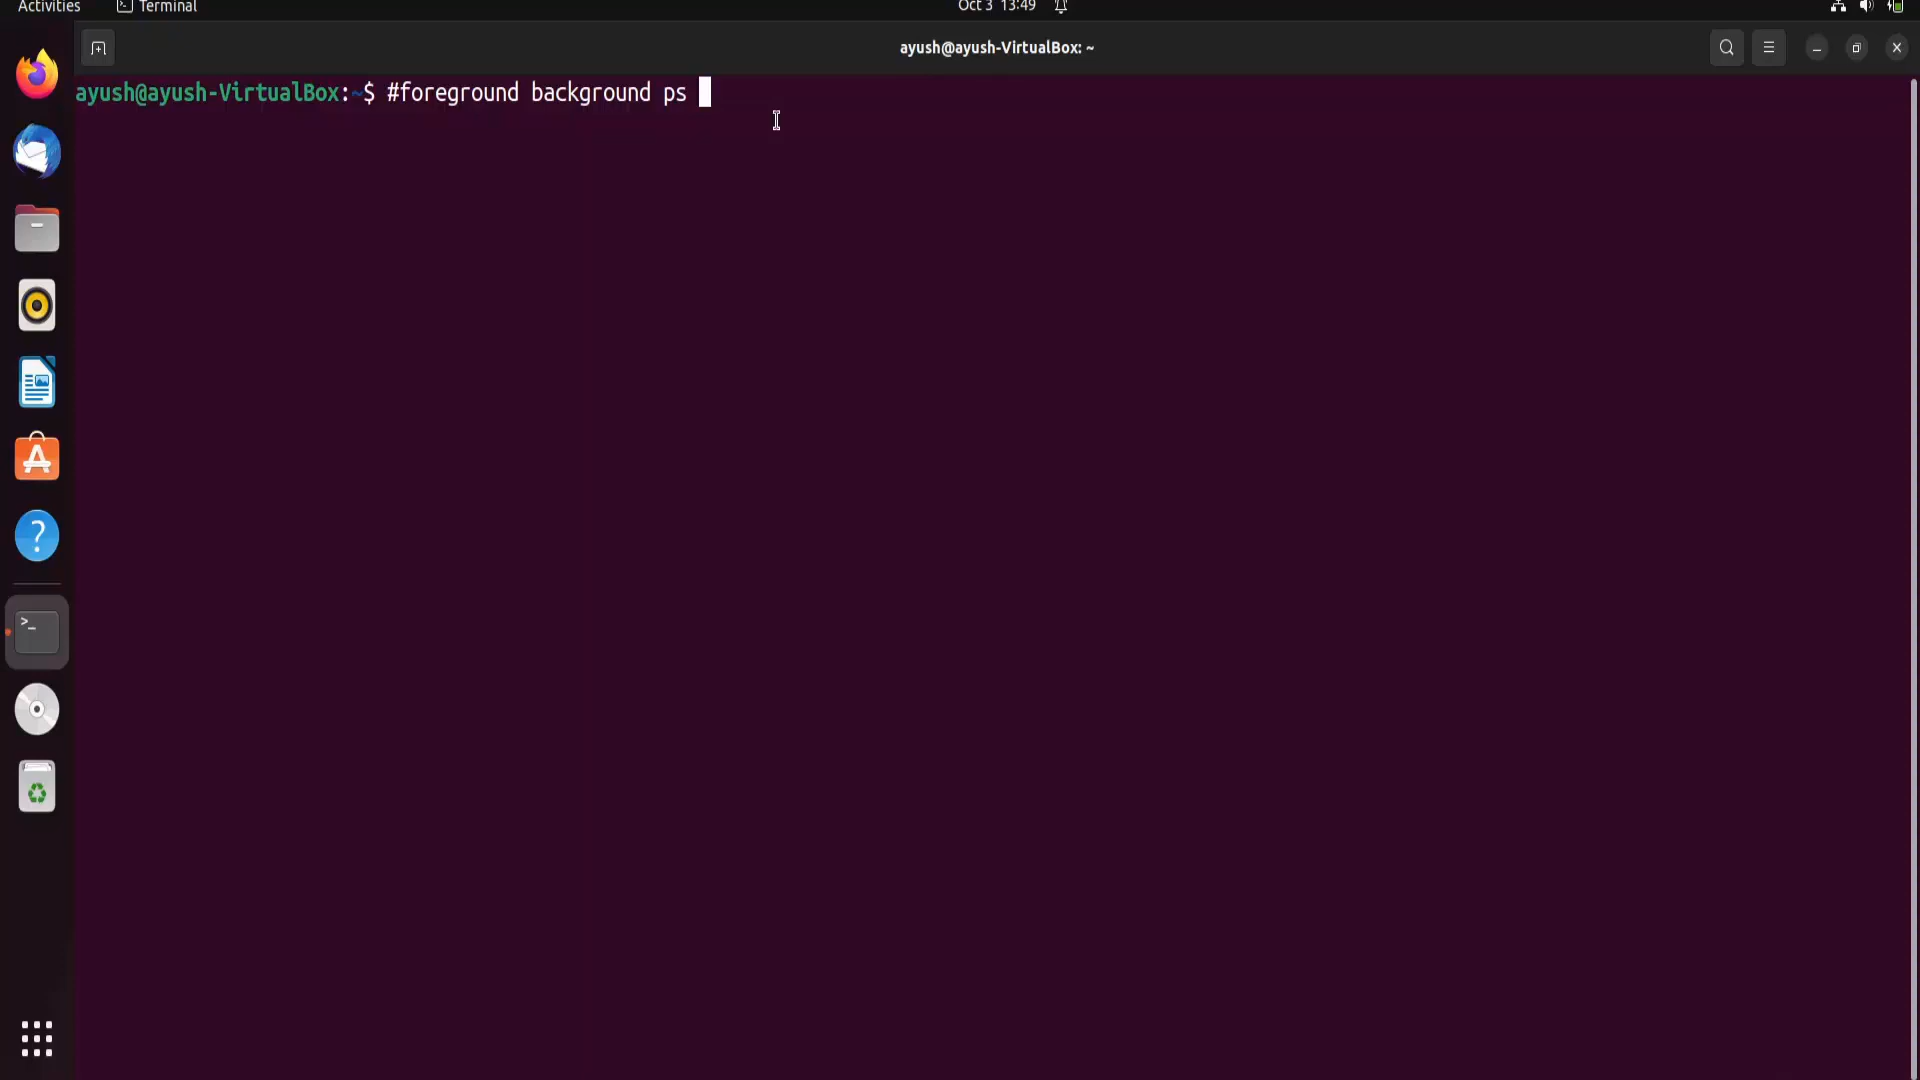 Activities Terminal Oct 3 13:49
ayush@ayush-VirtualBox: ~
ayush@ayush-VirtualBox:~$ #foreground background ps